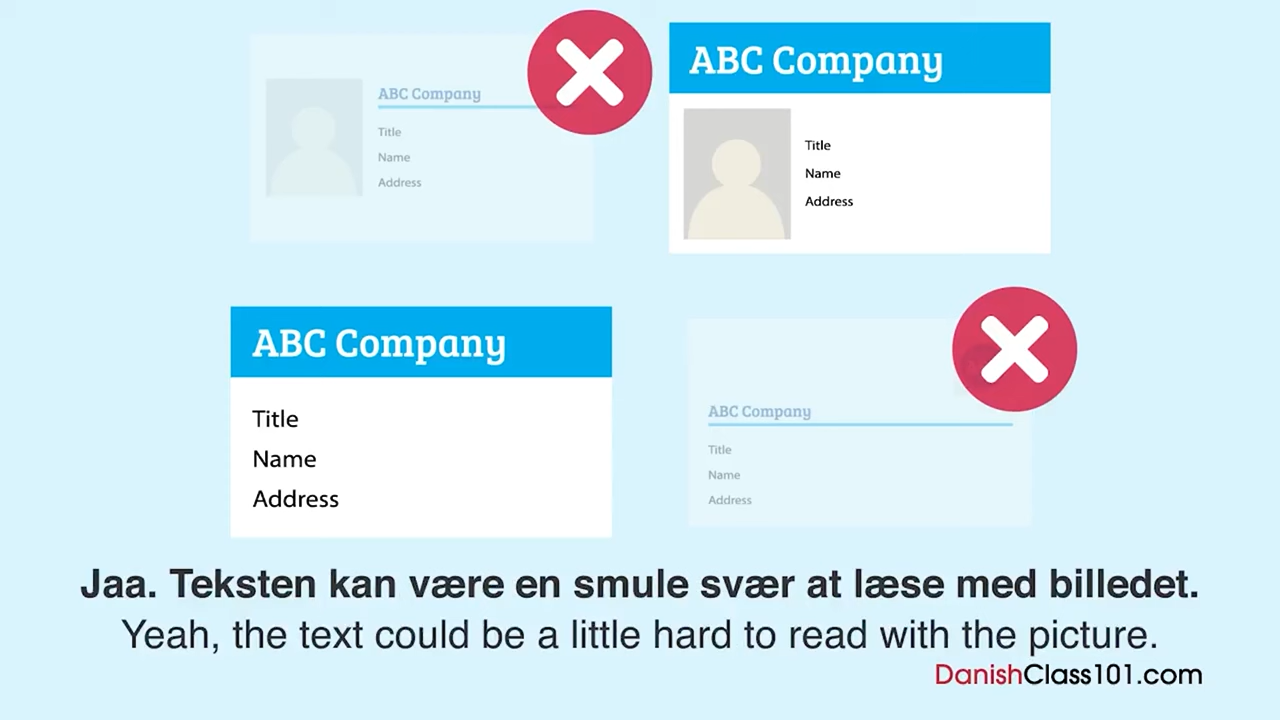 ABC Company
Title
Name
Address
ABC Company
Title
Name
Address
ABC Company
Title
Name
Address
ABC Company
Title
Name
Address
Jaa. Teksten kan være en smule svær at læse med billedet.
Yeah, the text could be a little hard to read with the picture.
DanishClass101.com